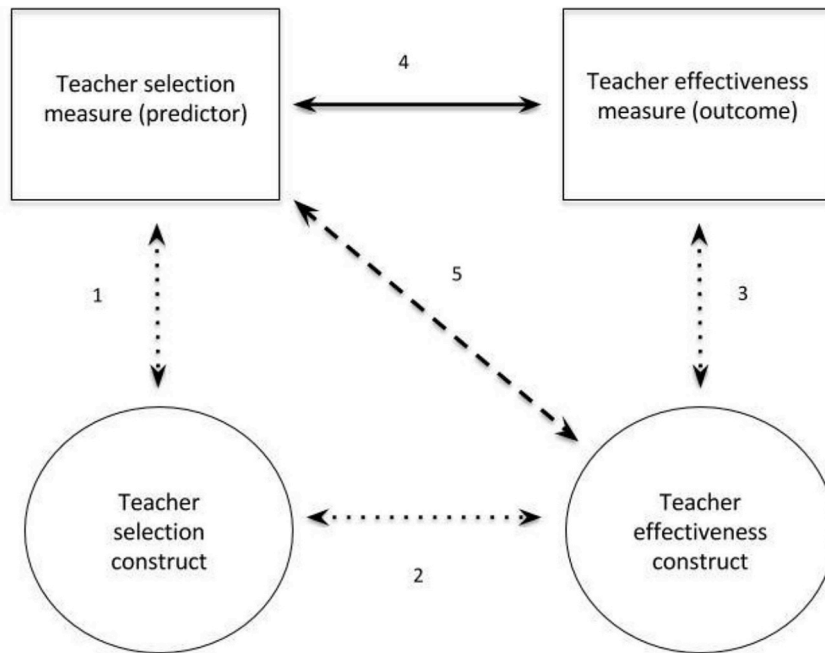 Teacher selection
measure (predictor)
4
Teacher effectiveness
measure (outcome)
1
5
3
Teacher
selection
construct
2
Teacher
effectiveness
construct